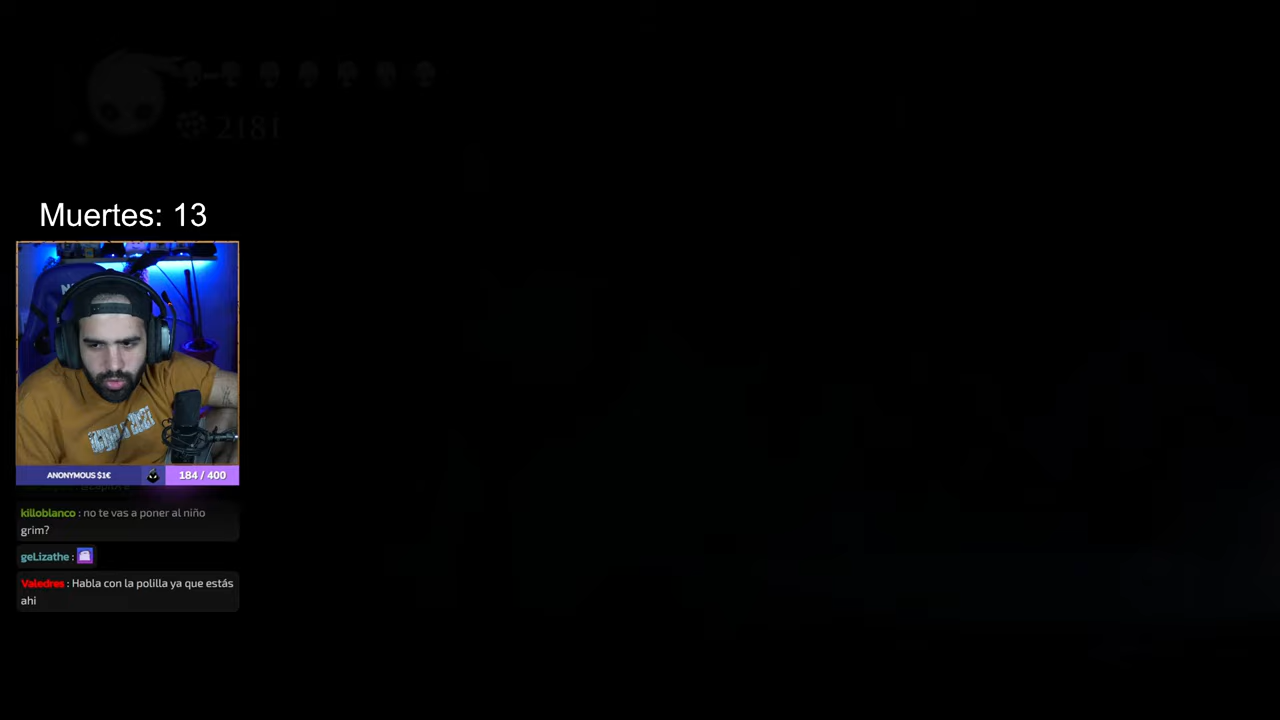 2181
Muertes: 13
ANONYMOUS $1€
184 / 400
killoblanco : no te vas a poner al niño
grim?
geLizathe :
Valedres : Habla con la polilla ya que estás
ahi